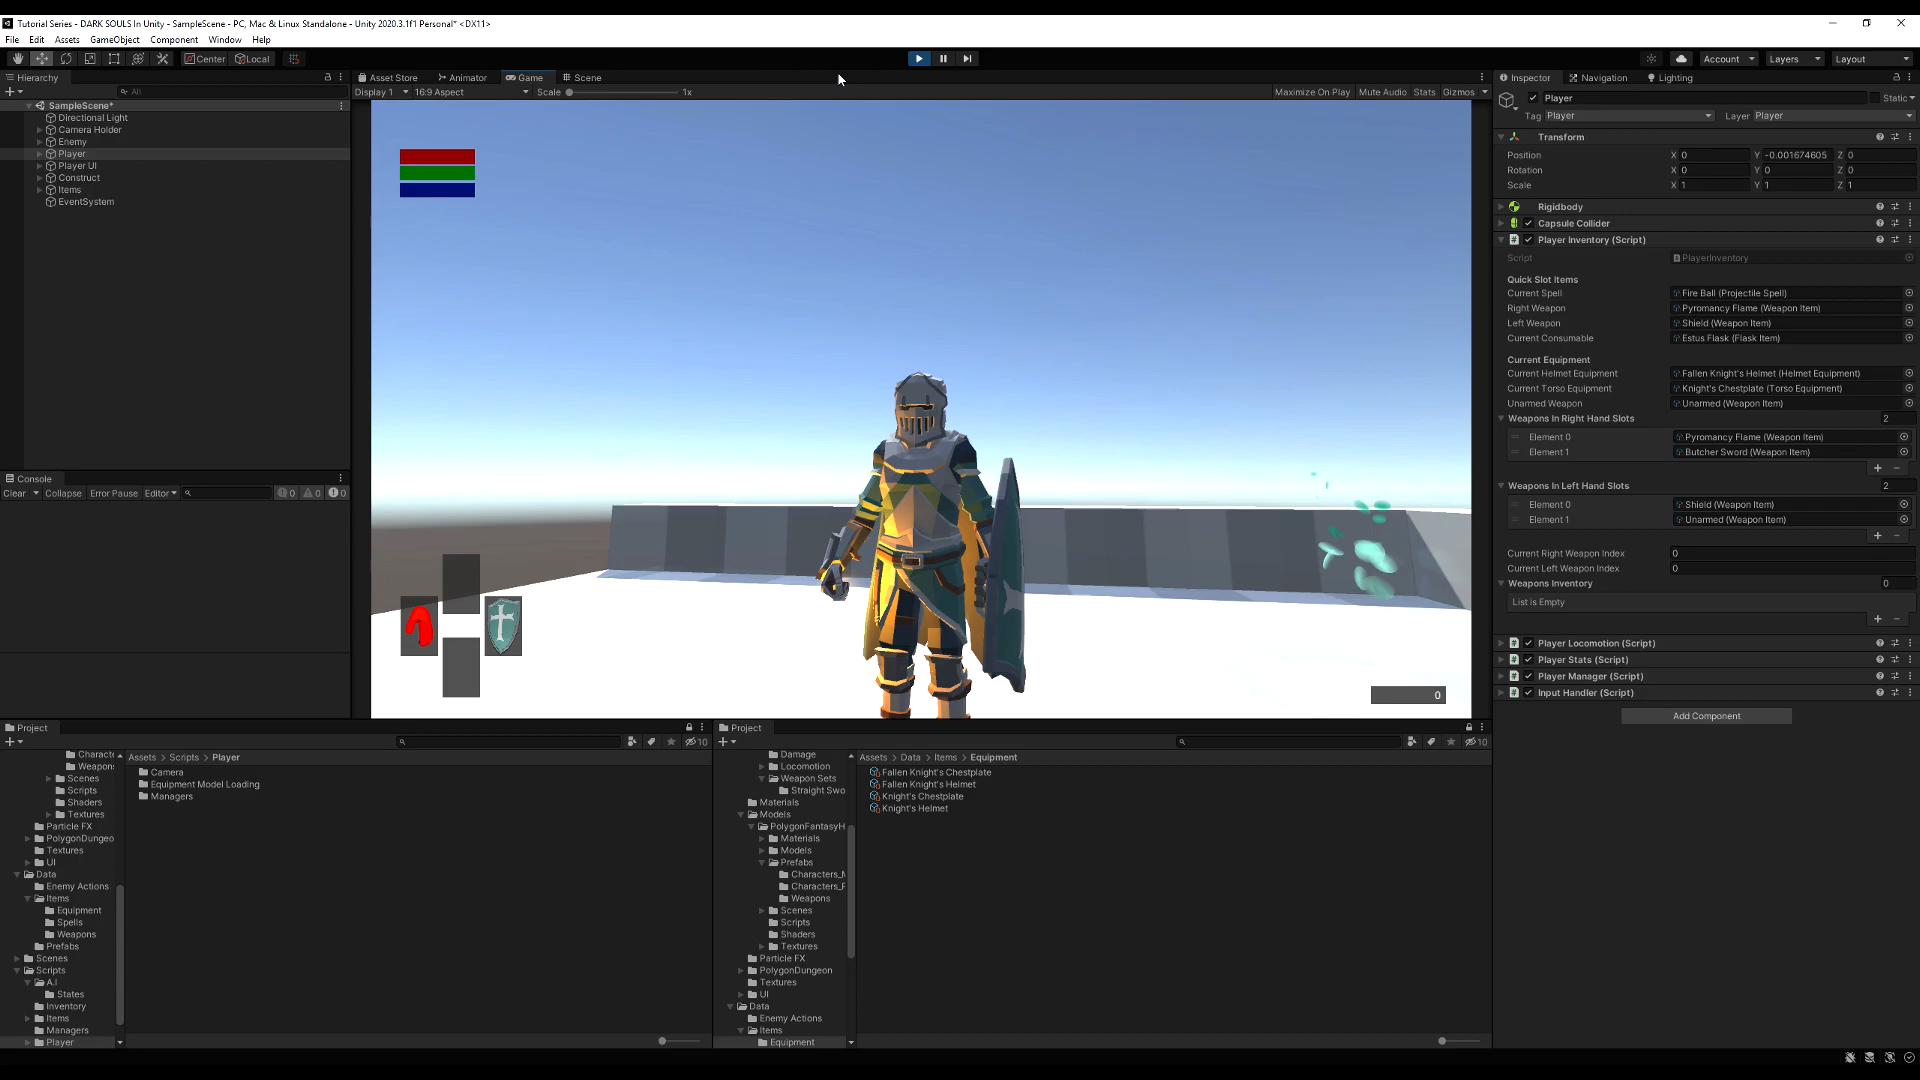 Tutorial Series - DARK SOULS In Unity - SampleScene - PC, Mac & Linux Standalone - Unity 2020.3.1f1 Personal* <DX11>
File Edit Assets GameObject Component Window Help
Center Local Account Layers Layout
Hierarchy
All
SampleScene*
Directional Light
Camera Holder
Enemy
Player
Player UI
Construct
Items
EventSystem
Console
Clear Collapse Error Pause Editor 0 0 0
Asset Store Animator Game Scene
Display 1 16:9 Aspect Scale 1x Maximize On Play Mute Audio Stats Gizmos
0
Inspector Navigation Lighting
Player Static
Tag Player Layer Player
Transform
Position X 0 Y -0.001674605 Z 0
Rotation X 0 Y 0 Z 0
Scale X 1 Y 1 Z 1
Rigidbody
Capsule Collider
Player Inventory (Script)
Script PlayerInventory
Quick Slot Items
Current Spell Fire Ball (Projectile Spell)
Right Weapon Pyromancy Flame (Weapon Item)
Left Weapon Shield (Weapon Item)
Current Consumable Estus Flask (Flask Item)
Current Equipment
Current Helmet Equipment Fallen Knight's Helmet (Helmet Equipment)
Current Torso Equipment Knight's Chestplate (Torso Equipment)
Unarmed Weapon Unarmed (Weapon Item)
Weapons In Right Hand Slots 2
Element 0 Pyromancy Flame (Weapon Item)
Element 1 Butcher Sword (Weapon Item)
Weapons In Left Hand Slots 2
Element 0 Shield (Weapon Item)
Element 1 Unarmed (Weapon Item)
Current Right Weapon Index 0
Current Left Weapon Index 0
Weapons Inventory 0
List is Empty
Player Locomotion (Script)
Player Stats (Script)
Player Manager (Script)
Input Handler (Script)
Add Component
Project
10
Characte
Weapons
Scenes
Scripts
Shaders
Textures
Particle FX
PolygonDungeo
Textures
UI
Data
Enemy Actions
Items
Equipment
Spells
Weapons
Prefabs
Scenes
Scripts
A.I
States
Inventory
Items
Managers
Player
Assets > Scripts > Player
Camera
Equipment Model Loading
Managers
Project
10
Damage
Locomotion
Weapon Sets
Straight Swo
Materials
Models
PolygonFantasyH
Materials
Models
Prefabs
Characters_M
Characters_P
Weapons
Scenes
Scripts
Shaders
Textures
Particle FX
PolygonDungeon
Textures
UI
Data
Enemy Actions
Items
Equipment
Assets > Data > Items > Equipment
Fallen Knight's Chestplate
Fallen Knight's Helmet
Knight's Chestplate
Knight's Helmet